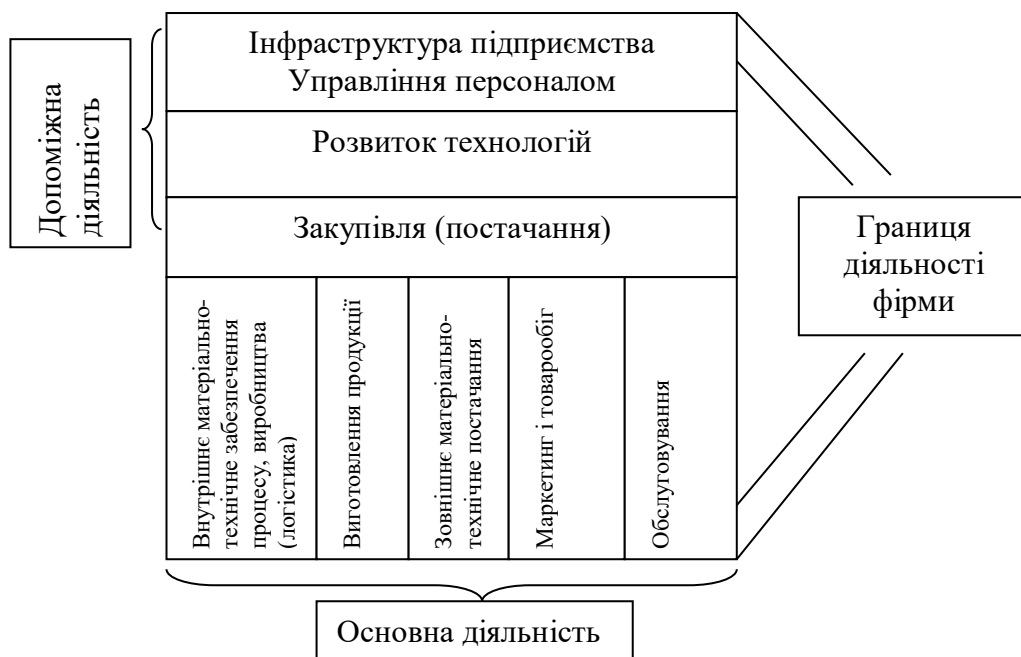 Допоміжна
діяльність
Інфраструктура підприємства
Управління персоналом
Розвиток технологій
Закупівля (постачання)
Границя
діяльності
фірми
Внутрішнє матеріально-
технічне забезпечення
процесу, виробництва
(логістика)
Виготовлення продукції
Зовнішнє матеріально-
технічне постачання
Маркетинг і товарообіг
Обслуговування
Основна діяльність